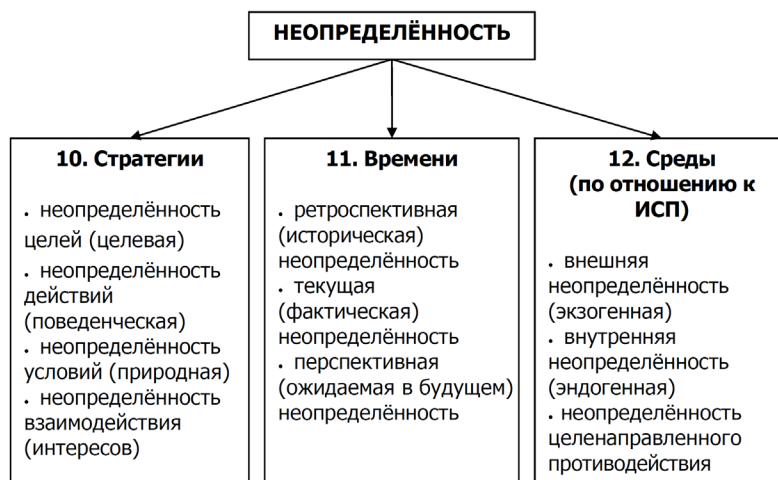 НЕОПРЕДЕЛЁННОСТЬ
10. Стратегии
. неопределённость
целей (целевая)
. неопределённость
действий
(поведенческая)
. неопределённость
условий (природная)
. неопределённость
взаимодействия
(интересов)
11. Времени
. ретроспективная
(историческая)
неопределённость
. текущая
(фактическая)
неопределённость
. перспективная
(ожидаемая в будущем)
неопределённость
12. Среды
(по отношению к
ИСП)
. внешняя
неопределённость
(экзогенная)
. внутренняя
неопределённость
(эндогенная)
. неопределённость
целенаправленного
противодействия